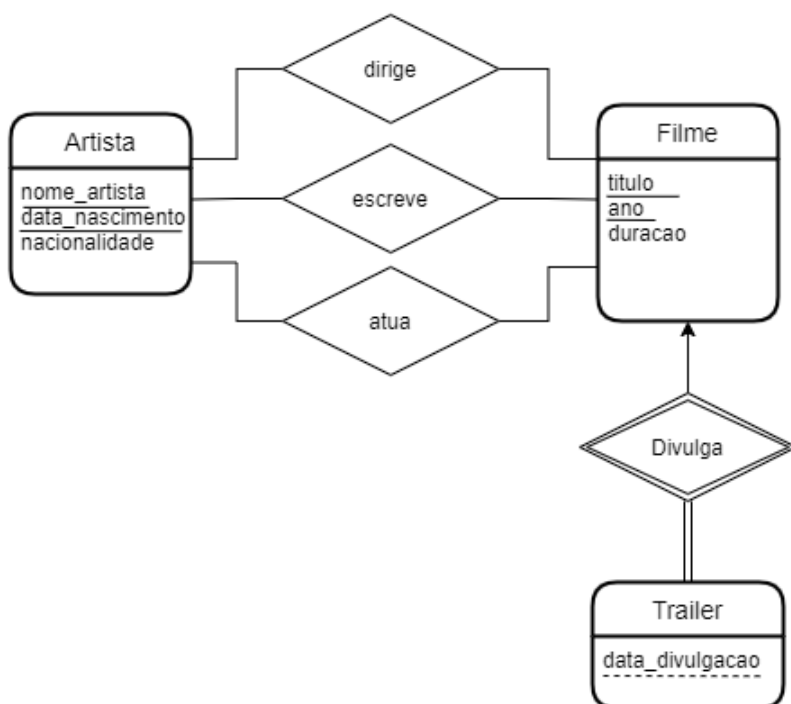 dirige
Artista
nome_artista
data_nascimento
nacionalidade
escreve
atua
Filme
titulo
ano
duracao
Divulga
Trailer
data_divulgacao